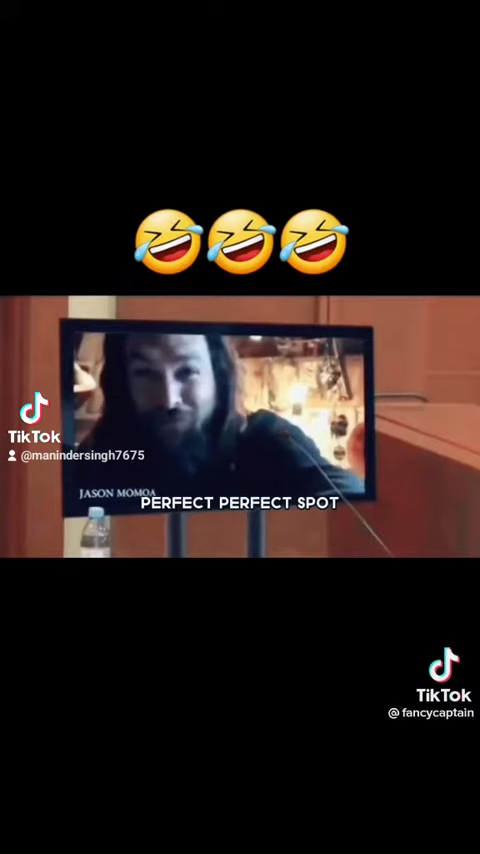 TikTok
@manindersingh7675
JASON MOMOA
PERFECT PERFECT SPOT
TikTok
@fancycaptain